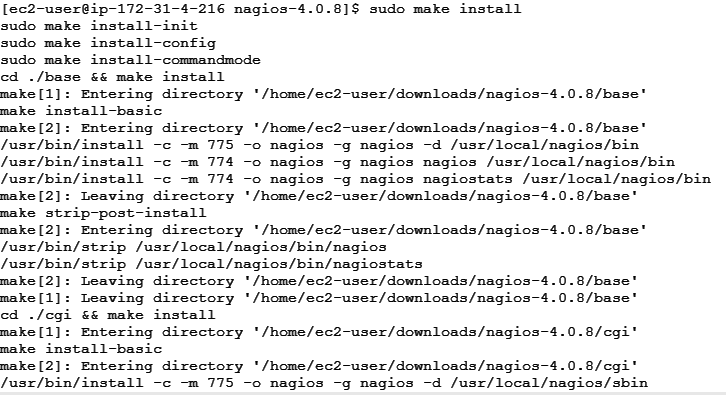 [ec2-user@ip-172-31-4-216 nagios-4.0.8]$ sudo make install
sudo make install-init
sudo make install-config
sudo make install-commandmode
cd ./base && make install
make[1]: Entering directory '/home/ec2-user/downloads/nagios-4.0.8/base'
make install-basic
make[2]: Entering directory '/home/ec2-user/downloads/nagios-4.0.8/base'
/usr/bin/install -c -m 775 -o nagios -g nagios -d /usr/local/nagios/bin
/usr/bin/install -c -m 774 -o nagios -g nagios nagios /usr/local/nagios/bin
/usr/bin/install -c -m 774 -o nagios -g nagios nagiostats /usr/local/nagios/bin
make[2]: Leaving directory '/home/ec2-user/downloads/nagios-4.0.8/base'
make strip-post-install
make[2]: Entering directory '/home/ec2-user/downloads/nagios-4.0.8/base'
/usr/bin/strip /usr/local/nagios/bin/nagios
/usr/bin/strip /usr/local/nagios/bin/nagiostats
make[2]: Leaving directory '/home/ec2-user/downloads/nagios-4.0.8/base'
make[1]: Leaving directory '/home/ec2-user/downloads/nagios-4.0.8/base'
cd ./cgi && make install
make[1]: Entering directory '/home/ec2-user/downloads/nagios-4.0.8/cgi'
make install-basic
make[2]: Entering directory '/home/ec2-user/downloads/nagios-4.0.8/cgi'
/usr/bin/install -c -m 775 -o nagios -g nagios -d /usr/local/nagios/sbin